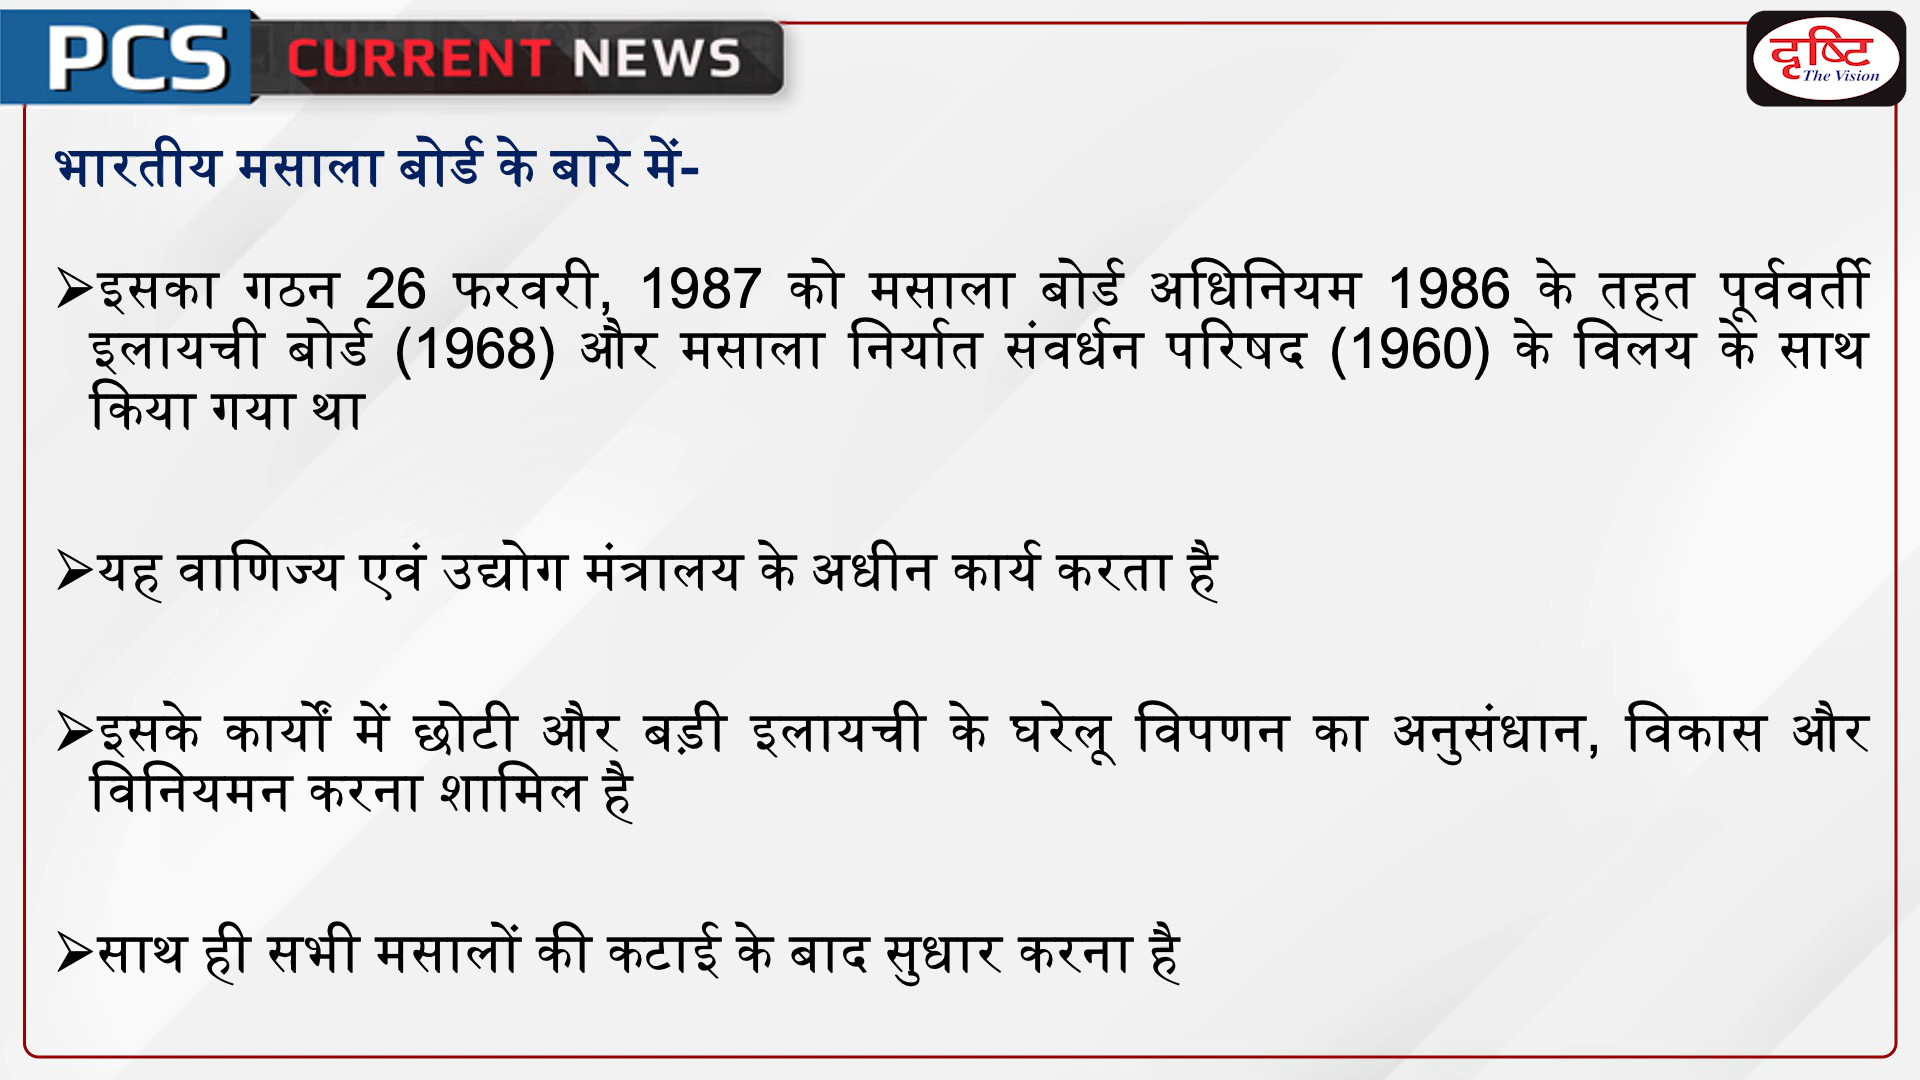 PCS CURRENT NEWS
दृष्टि
The Vision
भारतीय मसाला बोर्ड के बारे में-
➢इसका गठन 26 फरवरी, 1987 को मसाला बोर्ड अधिनियम 1986 के तहत पूर्ववर्ती
इलायची बोर्ड (1968) और मसाला निर्यात संवर्धन परिषद (1960) के विलय के साथ
किया गया था
➢यह वाणिज्य एवं उद्योग मंत्रालय के अधीन कार्य करता है
➢इसके कार्यों में छोटी और बड़ी इलायची के घरेलू विपणन का अनुसंधान, विकास और
विनियमन करना शामिल है
➢साथ ही सभी मसालों की कटाई के बाद सुधार करना है